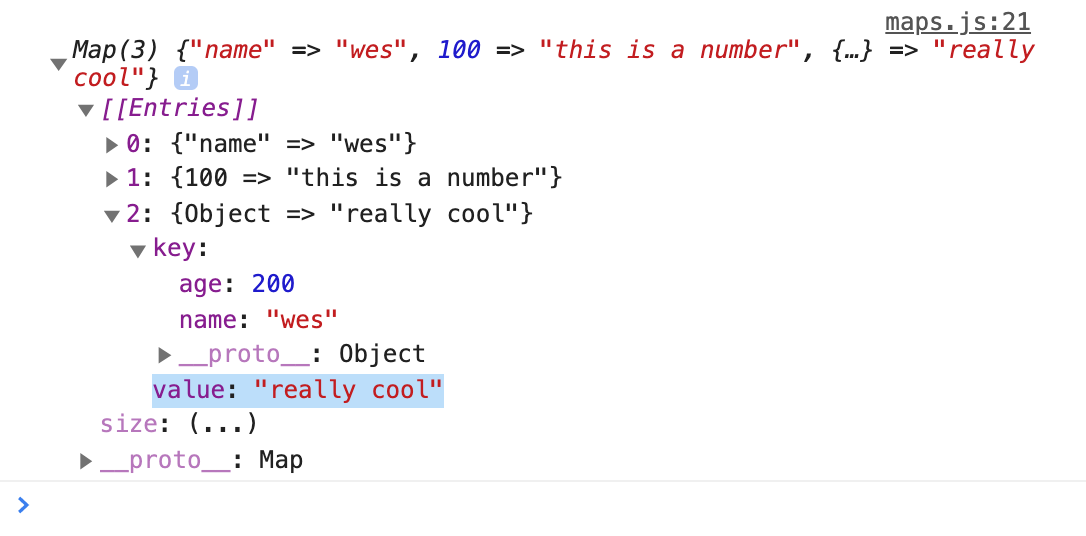 maps.js:21
Map(3) {"name" => "wes", 100 => "this is a number", {…} => "really
cool"} i
[[Entries]]
0: {"name" => "wes"}
1: {100 => "this is a number"}
2: {Object => "really cool"}
key:
age: 200
name: "wes"
__proto__: Object
value: "really cool"
size: (...)
__proto__: Map